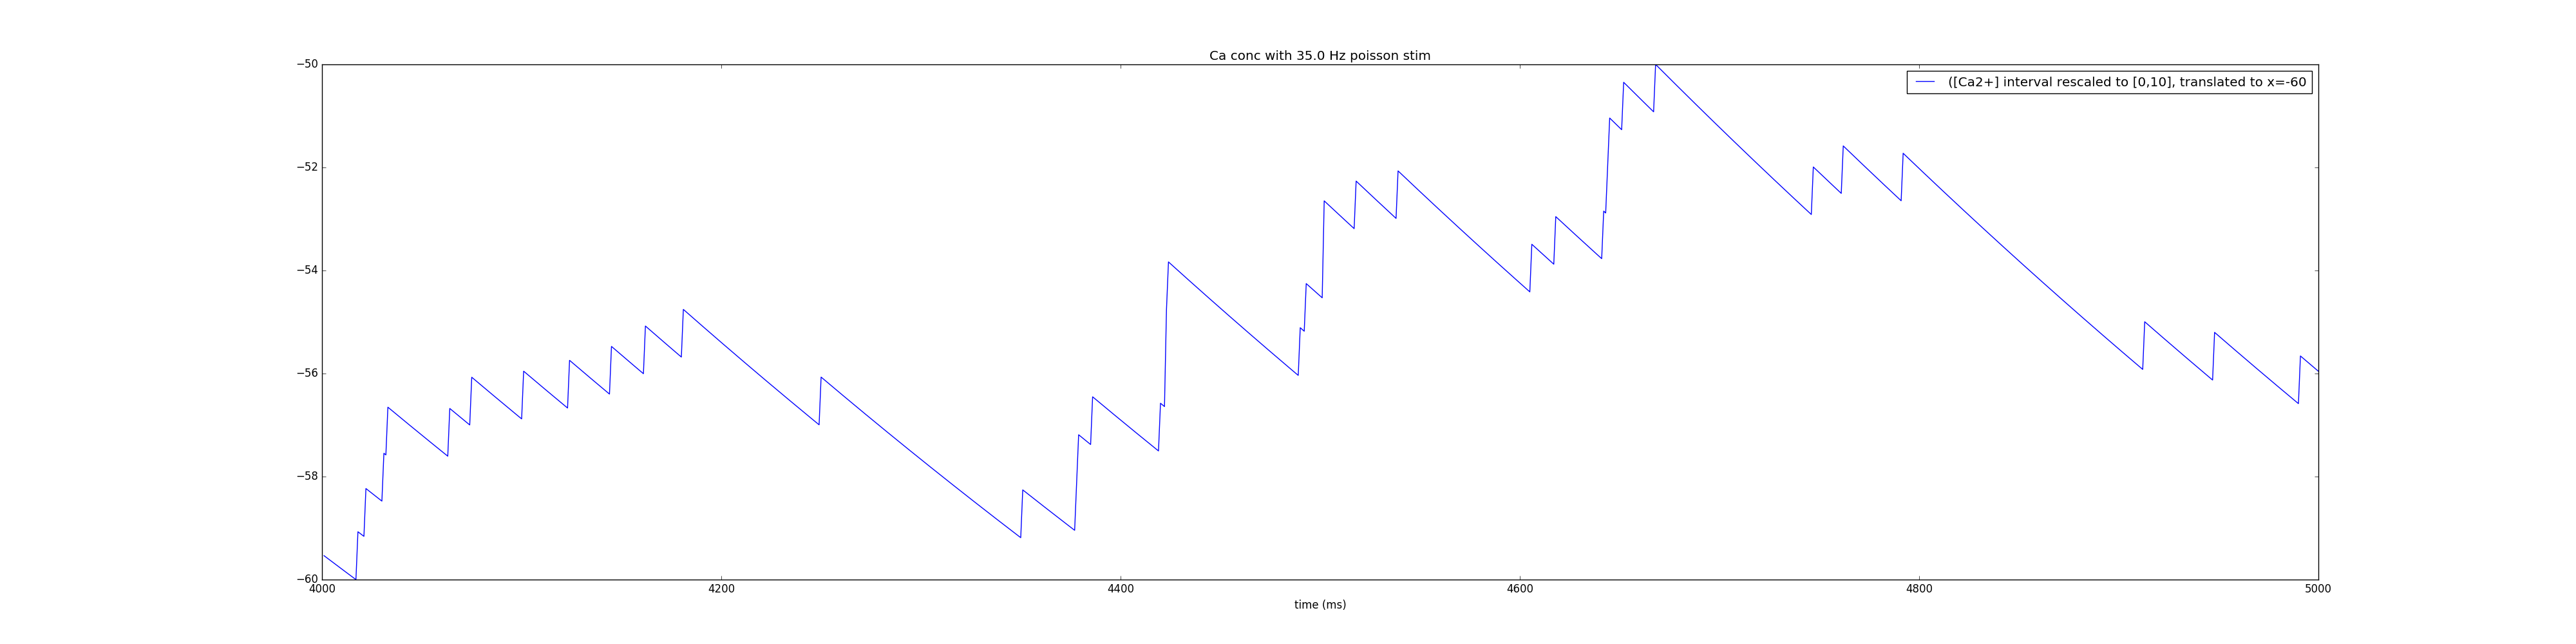 Ca conc with 35.0 Hz poisson stim
−50
([Ca2+] interval rescaled to [0,10], translated to x=-60
−52
−54
−56
−58
−60
4000 4200 4400 4600 4800 5000
time (ms)